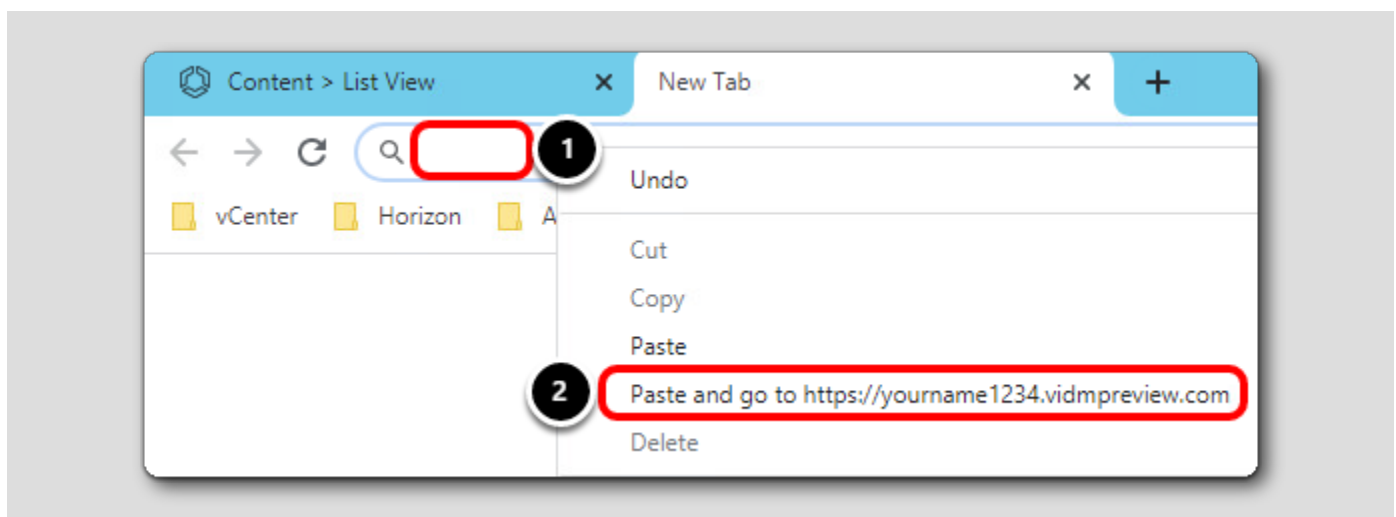 Content > List View
New Tab
1
Undo
vCenter Horizon A
Cut
Copy
Paste
2
Paste and go to https://yourname1234.vidmpreview.com
Delete